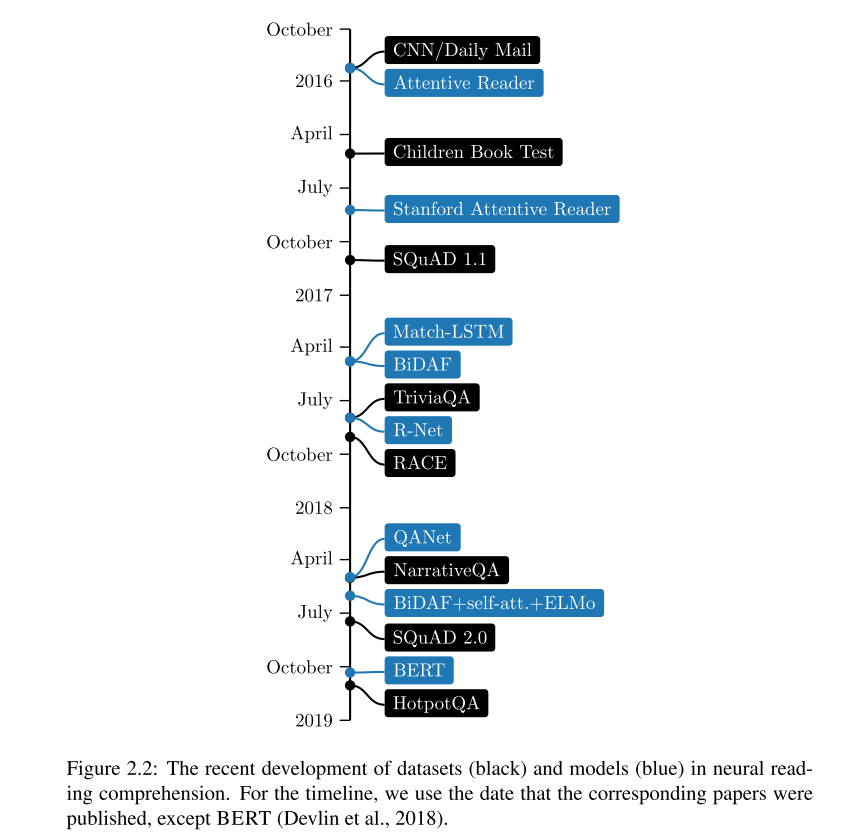 October
CNN/Daily Mail
2016
Attentive Reader
April
Children Book Test
July
Stanford Attentive Reader
October
SQuAD 1.1
2017
Match-LSTM
April
BiDAF
July
TriviaQA
R-Net
October
RACE
2018
QANet
April
NarrativeQA
BiDAF+self-att.+ELMo
July
SQuAD 2.0
October
BERT
HotpotQA
2019
Figure 2.2: The recent development of datasets (black) and models (blue) in neural read-
ing comprehension. For the timeline, we use the date that the corresponding papers were
published, except BERT (Devlin et al., 2018).